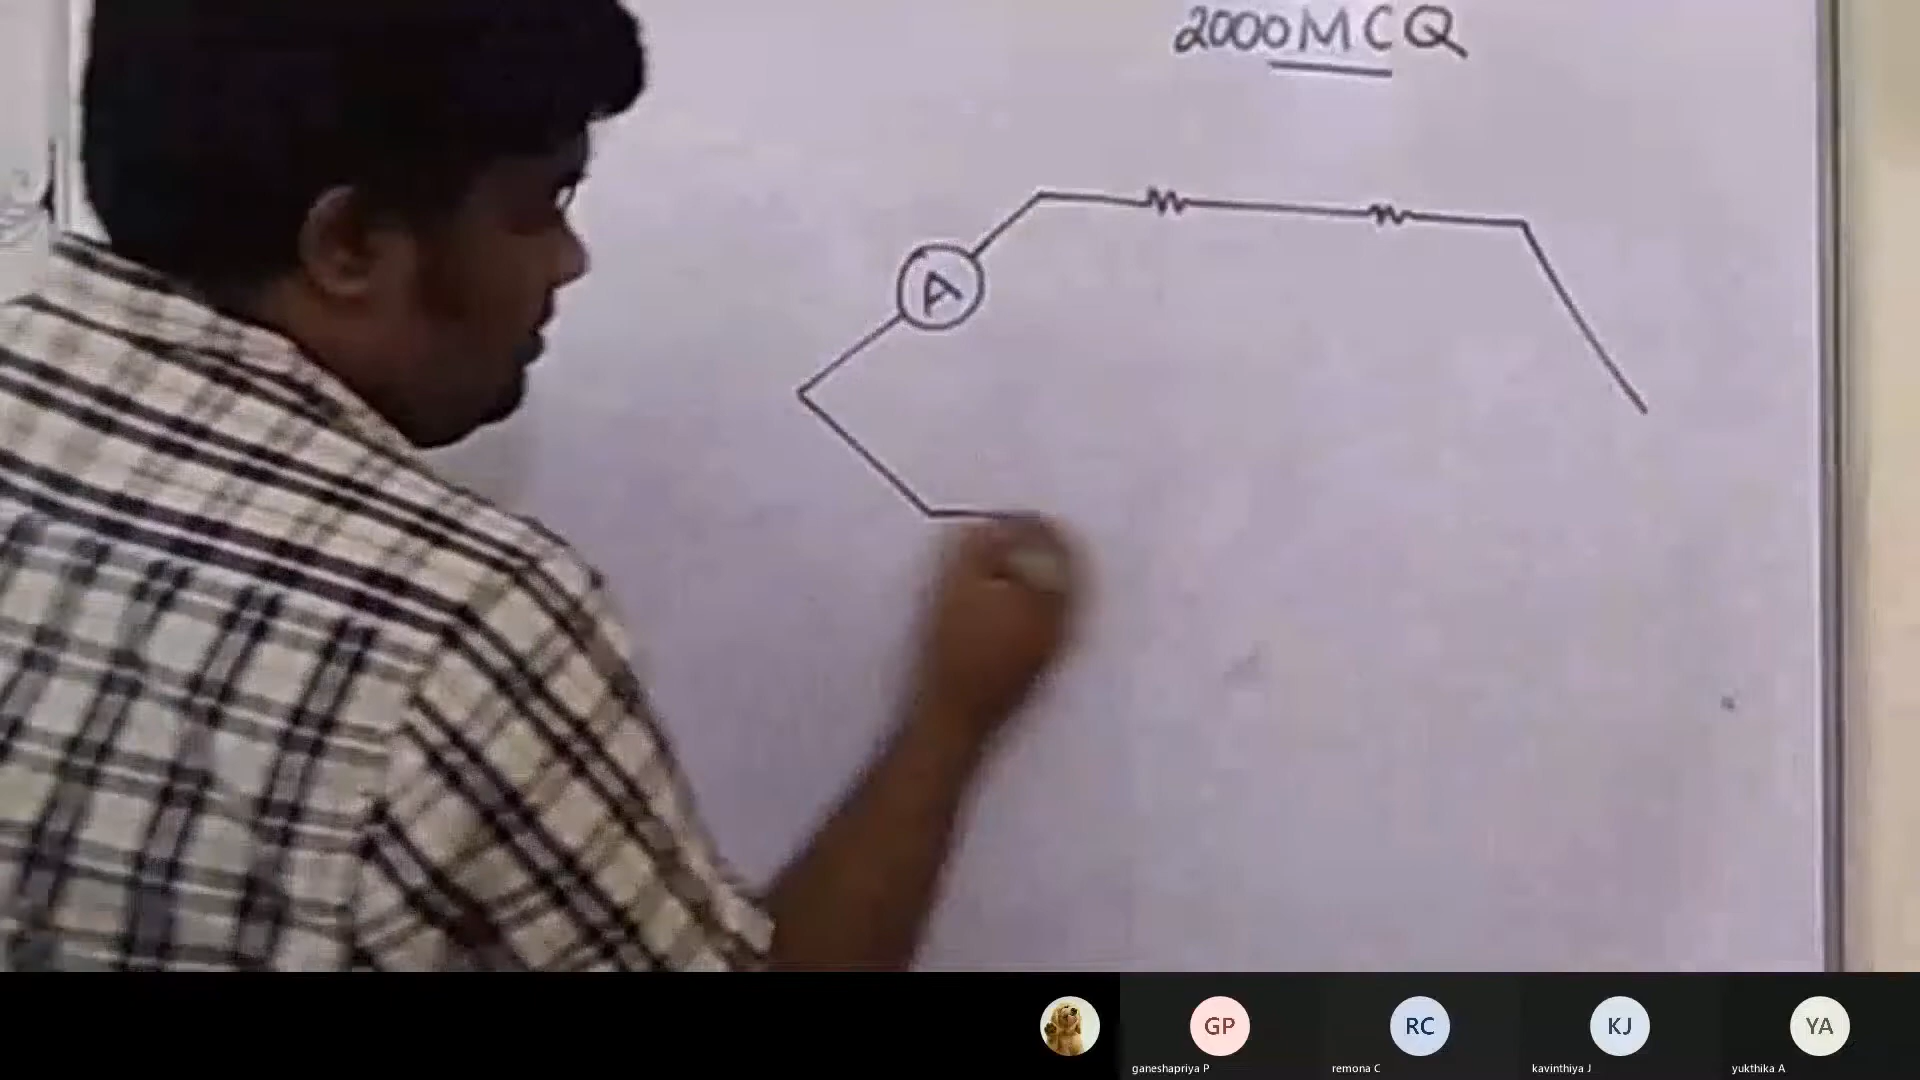 2000MCQ
A
GP
RC
KJ
YA
ganeshapriya P
remona C
kavinthiya J
yukthika A